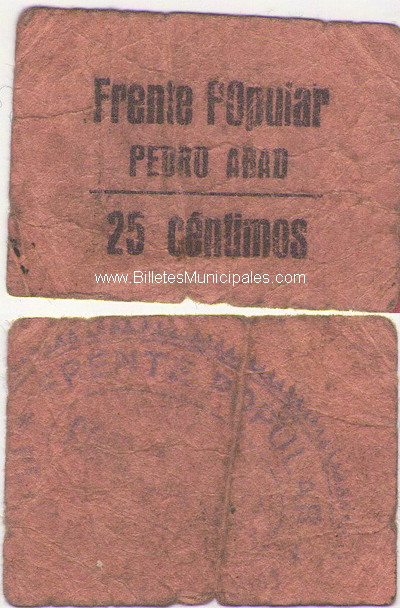 Frente POpular
PEDRO ABAD
25 céntimos
www.BilletesMunicipales.com
FRENTE POPULAR